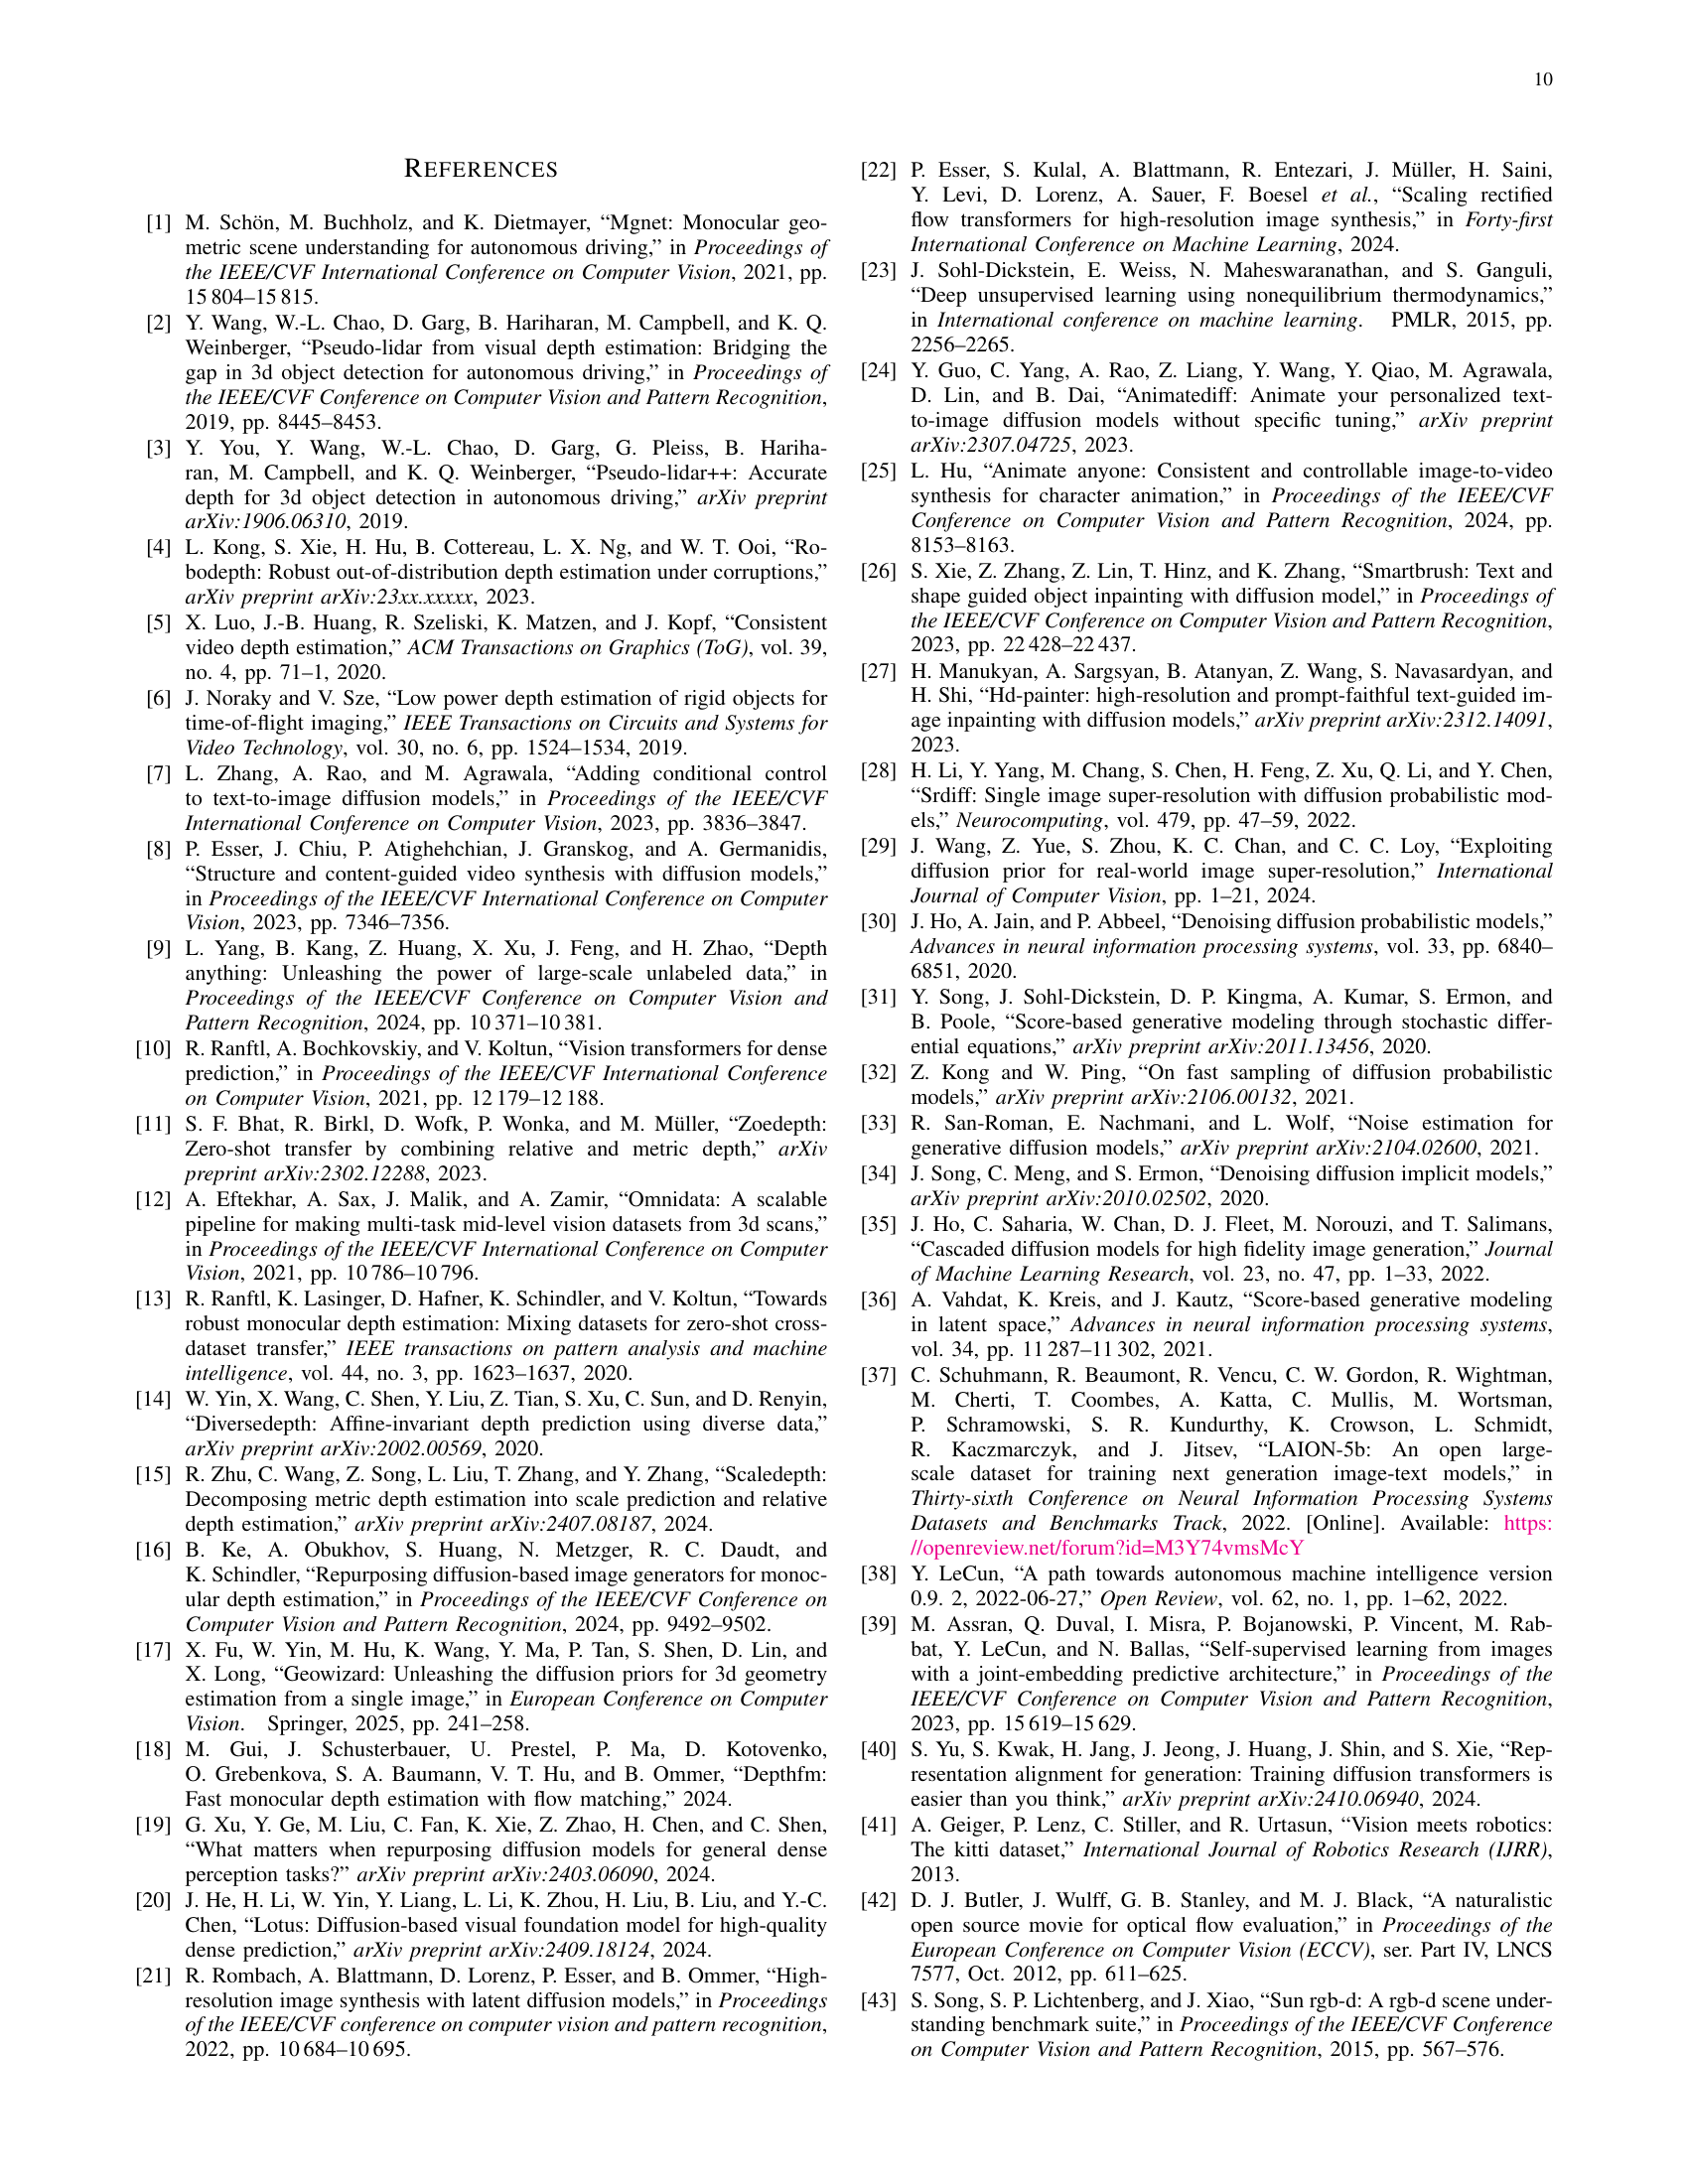 10
REFERENCES
[1] M. Schön, M. Buchholz, and K. Dietmayer, “Mgnet: Monocular geo-
metric scene understanding for autonomous driving,” in Proceedings of
the IEEE/CVF International Conference on Computer Vision, 2021, pp.
15 804–15 815.
[2] Y. Wang, W.-L. Chao, D. Garg, B. Hariharan, M. Campbell, and K. Q.
Weinberger, “Pseudo-lidar from visual depth estimation: Bridging the
gap in 3d object detection for autonomous driving,” in Proceedings of
the IEEE/CVF Conference on Computer Vision and Pattern Recognition,
2019, pp. 8445–8453.
[3] Y. You, Y. Wang, W.-L. Chao, D. Garg, G. Pleiss, B. Hariha-
ran, M. Campbell, and K. Q. Weinberger, “Pseudo-lidar++: Accurate
depth for 3d object detection in autonomous driving,” arXiv preprint
arXiv:1906.06310, 2019.
[4] L. Kong, S. Xie, H. Hu, B. Cottereau, L. X. Ng, and W. T. Ooi, “Ro-
bodepth: Robust out-of-distribution depth estimation under corruptions,”
arXiv preprint arXiv:23xx.xxxxx, 2023.
[5] X. Luo, J.-B. Huang, R. Szeliski, K. Matzen, and J. Kopf, “Consistent
video depth estimation,” ACM Transactions on Graphics (ToG), vol. 39,
no. 4, pp. 71–1, 2020.
[6] J. Noraky and V. Sze, “Low power depth estimation of rigid objects for
time-of-flight imaging,” IEEE Transactions on Circuits and Systems for
Video Technology, vol. 30, no. 6, pp. 1524–1534, 2019.
[7] L. Zhang, A. Rao, and M. Agrawala, “Adding conditional control
to text-to-image diffusion models,” in Proceedings of the IEEE/CVF
International Conference on Computer Vision, 2023, pp. 3836–3847.
[8] P. Esser, J. Chiu, P. Atighehchian, J. Granskog, and A. Germanidis,
“Structure and content-guided video synthesis with diffusion models,”
in Proceedings of the IEEE/CVF International Conference on Computer
Vision, 2023, pp. 7346–7356.
[9] L. Yang, B. Kang, Z. Huang, X. Xu, J. Feng, and H. Zhao, “Depth
anything: Unleashing the power of large-scale unlabeled data,” in
Proceedings of the IEEE/CVF Conference on Computer Vision and
Pattern Recognition, 2024, pp. 10 371–10 381.
[10] R. Ranftl, A. Bochkovskiy, and V. Koltun, “Vision transformers for dense
prediction,” in Proceedings of the IEEE/CVF International Conference
on Computer Vision, 2021, pp. 12 179–12 188.
[11] S. F. Bhat, R. Birkl, D. Wofk, P. Wonka, and M. Müller, “Zoedepth:
Zero-shot transfer by combining relative and metric depth,” arXiv
preprint arXiv:2302.12288, 2023.
[12] A. Eftekhar, A. Sax, J. Malik, and A. Zamir, “Omnidata: A scalable
pipeline for making multi-task mid-level vision datasets from 3d scans,”
in Proceedings of the IEEE/CVF International Conference on Computer
Vision, 2021, pp. 10 786–10 796.
[13] R. Ranftl, K. Lasinger, D. Hafner, K. Schindler, and V. Koltun, “Towards
robust monocular depth estimation: Mixing datasets for zero-shot cross-
dataset transfer,” IEEE transactions on pattern analysis and machine
intelligence, vol. 44, no. 3, pp. 1623–1637, 2020.
[14] W. Yin, X. Wang, C. Shen, Y. Liu, Z. Tian, S. Xu, C. Sun, and D. Renyin,
“Diversedepth: Affine-invariant depth prediction using diverse data,”
arXiv preprint arXiv:2002.00569, 2020.
[15] R. Zhu, C. Wang, Z. Song, L. Liu, T. Zhang, and Y. Zhang, “Scaledepth:
Decomposing metric depth estimation into scale prediction and relative
depth estimation,” arXiv preprint arXiv:2407.08187, 2024.
[16] B. Ke, A. Obukhov, S. Huang, N. Metzger, R. C. Daudt, and
K. Schindler, “Repurposing diffusion-based image generators for monoc-
ular depth estimation,” in Proceedings of the IEEE/CVF Conference on
Computer Vision and Pattern Recognition, 2024, pp. 9492–9502.
[17] X. Fu, W. Yin, M. Hu, K. Wang, Y. Ma, P. Tan, S. Shen, D. Lin, and
X. Long, “Geowizard: Unleashing the diffusion priors for 3d geometry
estimation from a single image,” in European Conference on Computer
Vision. Springer, 2025, pp. 241–258.
[18] M. Gui, J. Schusterbauer, U. Prestel, P. Ma, D. Kotovenko,
O. Grebenkova, S. A. Baumann, V. T. Hu, and B. Ommer, “Depthfm:
Fast monocular depth estimation with flow matching,” 2024.
[19] G. Xu, Y. Ge, M. Liu, C. Fan, K. Xie, Z. Zhao, H. Chen, and C. Shen,
“What matters when repurposing diffusion models for general dense
perception tasks?” arXiv preprint arXiv:2403.06090, 2024.
[20] J. He, H. Li, W. Yin, Y. Liang, L. Li, K. Zhou, H. Liu, B. Liu, and Y.-C.
Chen, “Lotus: Diffusion-based visual foundation model for high-quality
dense prediction,” arXiv preprint arXiv:2409.18124, 2024.
[21] R. Rombach, A. Blattmann, D. Lorenz, P. Esser, and B. Ommer, “High-
resolution image synthesis with latent diffusion models,” in Proceedings
of the IEEE/CVF conference on computer vision and pattern recognition,
2022, pp. 10 684–10 695.
[22] P. Esser, S. Kulal, A. Blattmann, R. Entezari, J. Müller, H. Saini,
Y. Levi, D. Lorenz, A. Sauer, F. Boesel et al., “Scaling rectified
flow transformers for high-resolution image synthesis,” in Forty-first
International Conference on Machine Learning, 2024.
[23] J. Sohl-Dickstein, E. Weiss, N. Maheswaranathan, and S. Ganguli,
“Deep unsupervised learning using nonequilibrium thermodynamics,”
in International conference on machine learning. PMLR, 2015, pp.
2256–2265.
[24] Y. Guo, C. Yang, A. Rao, Z. Liang, Y. Wang, Y. Qiao, M. Agrawala,
D. Lin, and B. Dai, “Animatediff: Animate your personalized text-
to-image diffusion models without specific tuning,” arXiv preprint
arXiv:2307.04725, 2023.
[25] L. Hu, “Animate anyone: Consistent and controllable image-to-video
synthesis for character animation,” in Proceedings of the IEEE/CVF
Conference on Computer Vision and Pattern Recognition, 2024, pp.
8153–8163.
[26] S. Xie, Z. Zhang, Z. Lin, T. Hinz, and K. Zhang, “Smartbrush: Text and
shape guided object inpainting with diffusion model,” in Proceedings of
the IEEE/CVF Conference on Computer Vision and Pattern Recognition,
2023, pp. 22 428–22 437.
[27] H. Manukyan, A. Sargsyan, B. Atanyan, Z. Wang, S. Navasardyan, and
H. Shi, “Hd-painter: high-resolution and prompt-faithful text-guided im-
age inpainting with diffusion models,” arXiv preprint arXiv:2312.14091,
2023.
[28] H. Li, Y. Yang, M. Chang, S. Chen, H. Feng, Z. Xu, Q. Li, and Y. Chen,
“Srdiff: Single image super-resolution with diffusion probabilistic mod-
els,” Neurocomputing, vol. 479, pp. 47–59, 2022.
[29] J. Wang, Z. Yue, S. Zhou, K. C. Chan, and C. C. Loy, “Exploiting
diffusion prior for real-world image super-resolution,” International
Journal of Computer Vision, pp. 1–21, 2024.
[30] J. Ho, A. Jain, and P. Abbeel, “Denoising diffusion probabilistic models,”
Advances in neural information processing systems, vol. 33, pp. 6840–
6851, 2020.
[31] Y. Song, J. Sohl-Dickstein, D. P. Kingma, A. Kumar, S. Ermon, and
B. Poole, “Score-based generative modeling through stochastic differ-
ential equations,” arXiv preprint arXiv:2011.13456, 2020.
[32] Z. Kong and W. Ping, “On fast sampling of diffusion probabilistic
models,” arXiv preprint arXiv:2106.00132, 2021.
[33] R. San-Roman, E. Nachmani, and L. Wolf, “Noise estimation for
generative diffusion models,” arXiv preprint arXiv:2104.02600, 2021.
[34] J. Song, C. Meng, and S. Ermon, “Denoising diffusion implicit models,”
arXiv preprint arXiv:2010.02502, 2020.
[35] J. Ho, C. Saharia, W. Chan, D. J. Fleet, M. Norouzi, and T. Salimans,
“Cascaded diffusion models for high fidelity image generation,” Journal
of Machine Learning Research, vol. 23, no. 47, pp. 1–33, 2022.
[36] A. Vahdat, K. Kreis, and J. Kautz, “Score-based generative modeling
in latent space,” Advances in neural information processing systems,
vol. 34, pp. 11 287–11 302, 2021.
[37] C. Schuhmann, R. Beaumont, R. Vencu, C. W. Gordon, R. Wightman,
M. Cherti, T. Coombes, A. Katta, C. Mullis, M. Wortsman,
P. Schramowski, S. R. Kundurthy, K. Crowson, L. Schmidt,
R. Kaczmarczyk, and J. Jitsev, “LAION-5b: An open large-
scale dataset for training next generation image-text models,” in
Thirty-sixth Conference on Neural Information Processing Systems
Datasets and Benchmarks Track, 2022. [Online]. Available: https:
//openreview.net/forum?id=M3Y74vmsMcY
[38] Y. LeCun, “A path towards autonomous machine intelligence version
0.9. 2, 2022-06-27,” Open Review, vol. 62, no. 1, pp. 1–62, 2022.
[39] M. Assran, Q. Duval, I. Misra, P. Bojanowski, P. Vincent, M. Rab-
bat, Y. LeCun, and N. Ballas, “Self-supervised learning from images
with a joint-embedding predictive architecture,” in Proceedings of the
IEEE/CVF Conference on Computer Vision and Pattern Recognition,
2023, pp. 15 619–15 629.
[40] S. Yu, S. Kwak, H. Jang, J. Jeong, J. Huang, J. Shin, and S. Xie, “Rep-
resentation alignment for generation: Training diffusion transformers is
easier than you think,” arXiv preprint arXiv:2410.06940, 2024.
[41] A. Geiger, P. Lenz, C. Stiller, and R. Urtasun, “Vision meets robotics:
The kitti dataset,” International Journal of Robotics Research (IJRR),
2013.
[42] D. J. Butler, J. Wulff, G. B. Stanley, and M. J. Black, “A naturalistic
open source movie for optical flow evaluation,” in Proceedings of the
European Conference on Computer Vision (ECCV), ser. Part IV, LNCS
7577, Oct. 2012, pp. 611–625.
[43] S. Song, S. P. Lichtenberg, and J. Xiao, “Sun rgb-d: A rgb-d scene under-
standing benchmark suite,” in Proceedings of the IEEE/CVF Conference
on Computer Vision and Pattern Recognition, 2015, pp. 567–576.